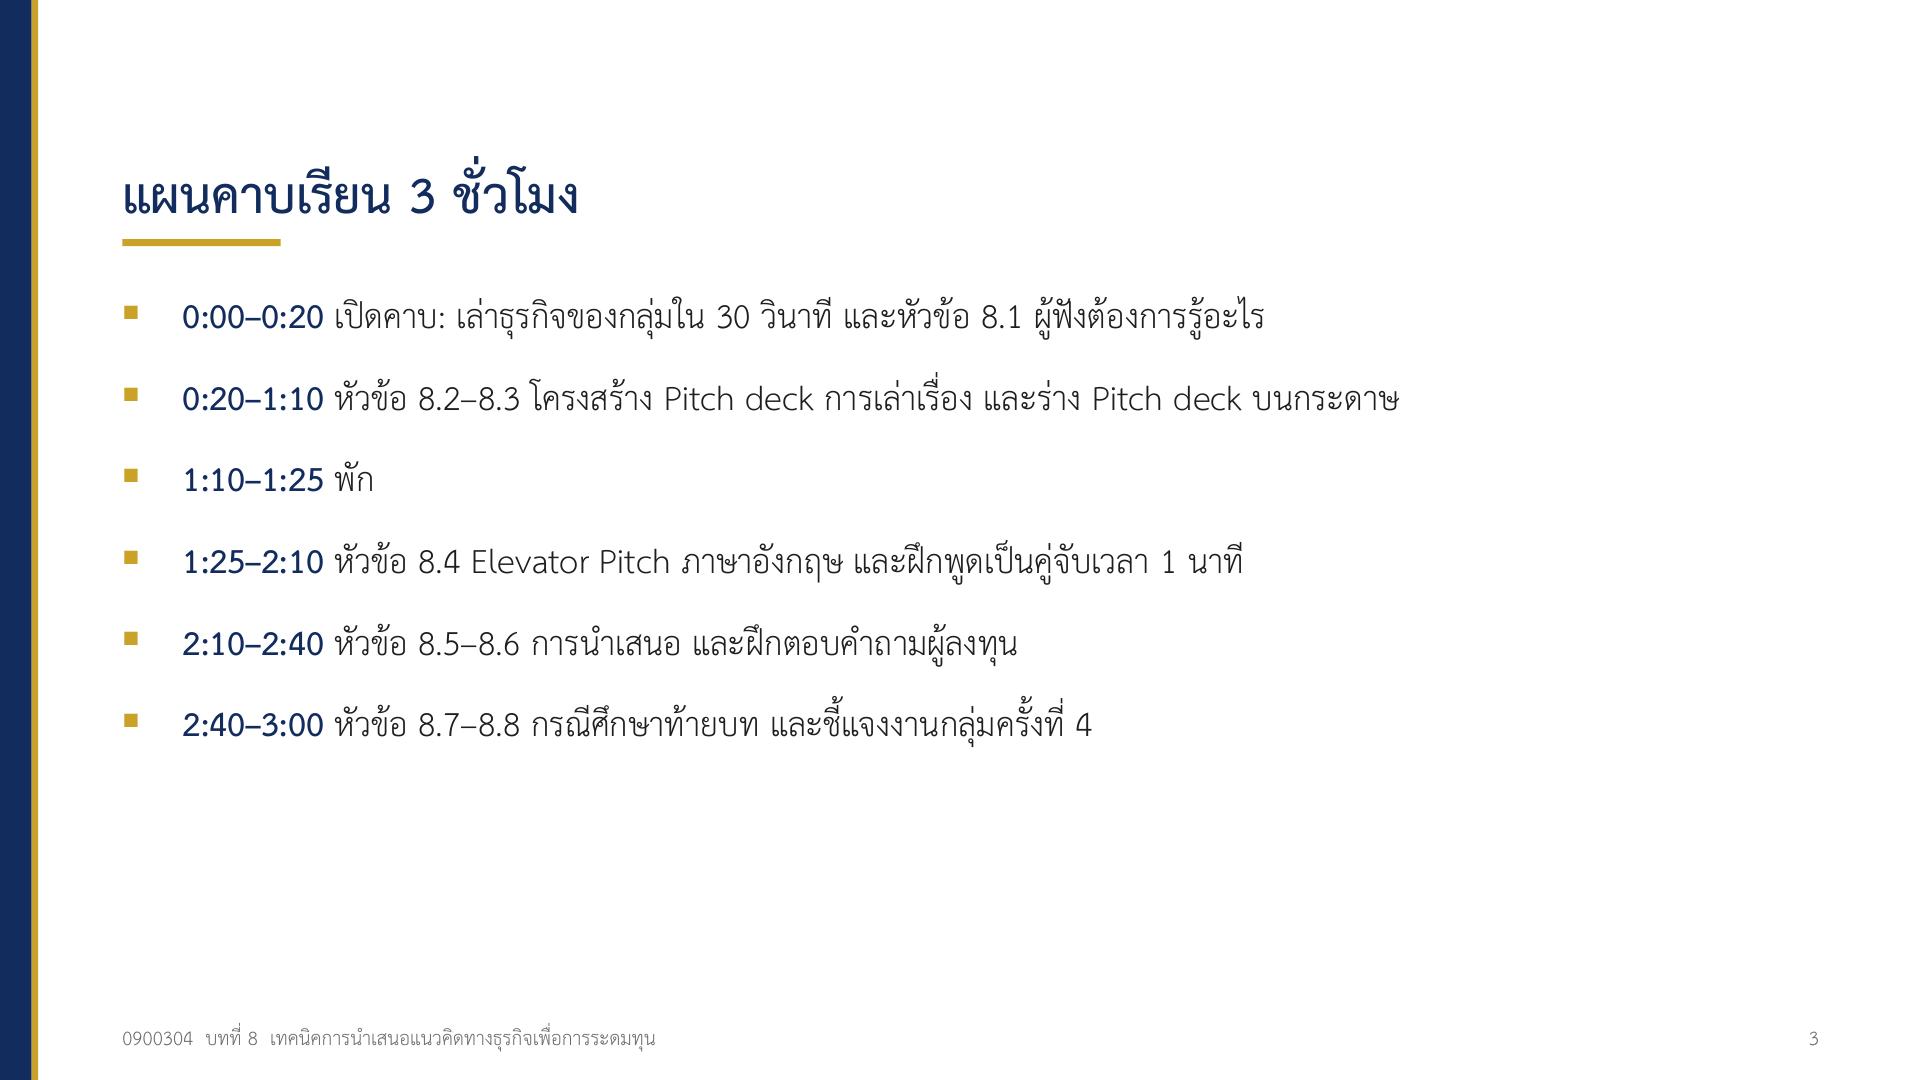 แผนคาบเรียน 3 ชั่วโมง
0:00–0:20 เปิดคาบ: เล่าธุรกิจของกลุ่มใน 30 วินาที และหัวข้อ 8.1 ผู้ฟังต้องการรู้อะไร
0:20–1:10 หัวข้อ 8.2–8.3 โครงสร้าง Pitch deck การเล่าเรื่อง และร่าง Pitch deck บนกระดาษ
1:10–1:25 พัก
1:25–2:10 หัวข้อ 8.4 Elevator Pitch ภาษาอังกฤษ และฝึกพูดเป็นคู่จับเวลา 1 นาที
2:10–2:40 หัวข้อ 8.5–8.6 การนำเสนอ และฝึกตอบคำถามผู้ลงทุน
2:40–3:00 หัวข้อ 8.7–8.8 กรณีศึกษาท้ายบท และชี้แจงงานกลุ่มครั้งที่ 4
0900304 บทที่ 8 เทคนิคการนำเสนอแนวคิดทางธุรกิจเพื่อการระดมทุน
3